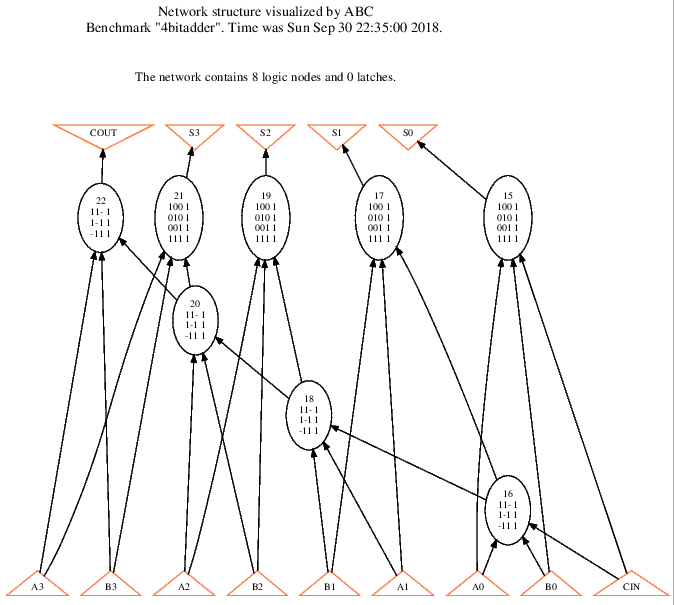 Network structure visualized by ABC
Benchmark "4bitadder". Time was Sun Sep 30 22:35:00 2018.
The network contains 8 logic nodes and 0 latches.
COUT
S3
S2
S1
S0
22
11- 1
1-1 1
-11 1
21
100 1
010 1
001 1
111 1
19
100 1
010 1
001 1
111 1
17
100 1
010 1
001 1
111 1
15
100 1
010 1
001 1
111 1
20
11- 1
1-1 1
-11 1
18
11- 1
1-1 1
-11 1
16
11- 1
1-1 1
-11 1
A3
B3
A2
B2
B1
A1
A0
B0
CIN